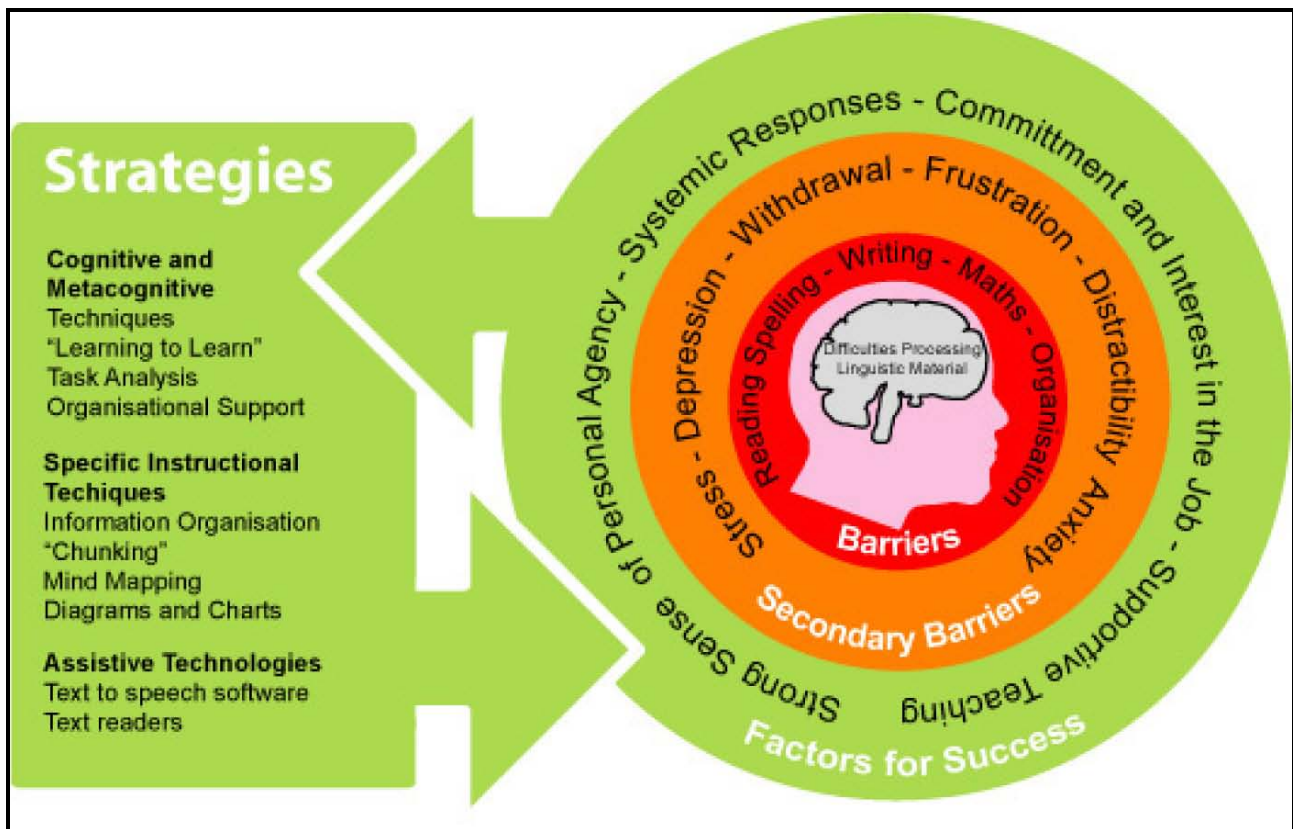 Strategies
Cognitive and
Metacognitive
Techniques
“Learning to Learn”
Task Analysis
Organisational Support
Specific Instructional
Techiques
Information Organisation
“Chunking”
Mind Mapping
Diagrams and Charts
Assistive Technologies
Text to speech software
Text readers
Strong Sense of Personal Agency - Systemic Responses - Committment and Interest in the Job - Supportive Teaching
Factors for Success
Stress - Depression - Withdrawal - Frustration - Distractibility Anxiety
Secondary Barriers
Reading Spelling - Writing - Maths - Organisation
Barriers
Difficulties Processing
Linguistic Material